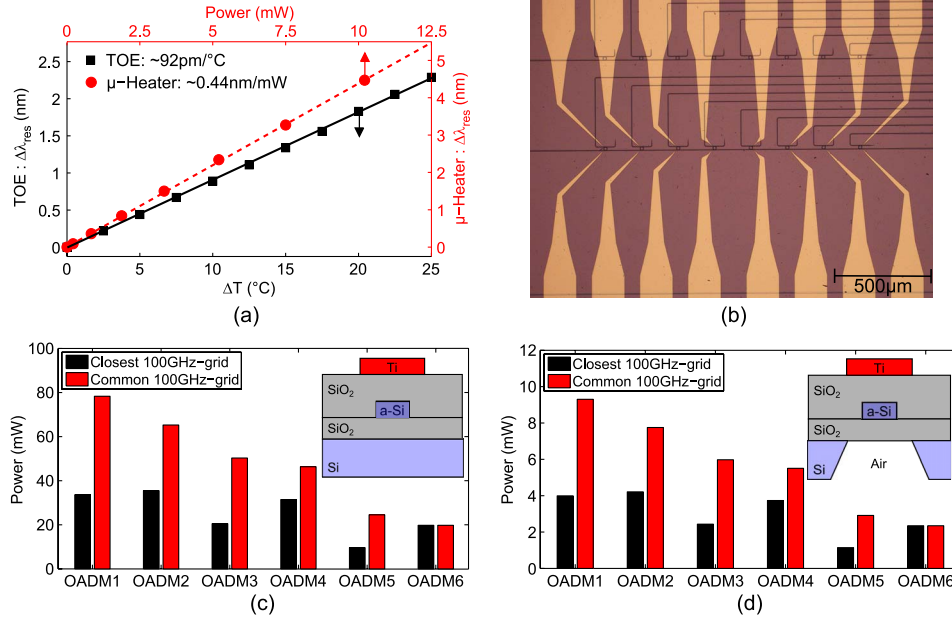 Power (mW)
0 2.5 5 7.5 10 12.5
TOE: ~92pm/°C
μ−Heater: ~0.44nm/mW
TOE : Δλres (nm)
2.5
2
1.5
1
0.5
0
μ−Heater : Δλres (nm)
5
4
3
2
1
0
0 5 10 15 20 25
ΔT (°C)
(a)
500μm
(b)
Closest 100GHz−grid
Common 100GHz−grid
Power (mW)
100
80
60
40
20
0
Ti
SiO2
a-Si
SiO2
Si
OADM1 OADM2 OADM3 OADM4 OADM5 OADM6
(c)
Closest 100GHz−grid
Common 100GHz−grid
Power (mW)
12
10
8
6
4
2
0
Ti
SiO2
a-Si
SiO2
Si
Air
OADM1 OADM2 OADM3 OADM4 OADM5 OADM6
(d)